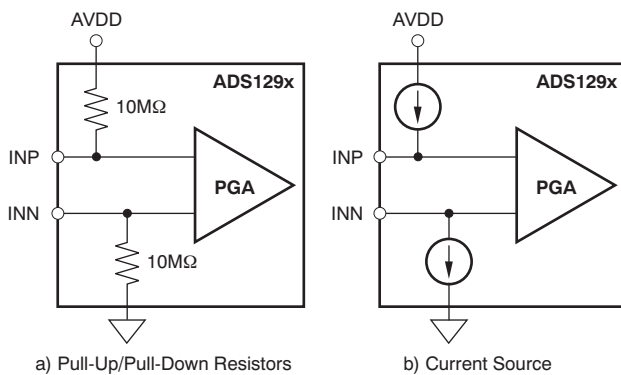 AVDD
ADS129x
10MΩ
INP
PGA
INN
10MΩ
a) Pull-Up/Pull-Down Resistors
AVDD
ADS129x
INP
PGA
INN
b) Current Source